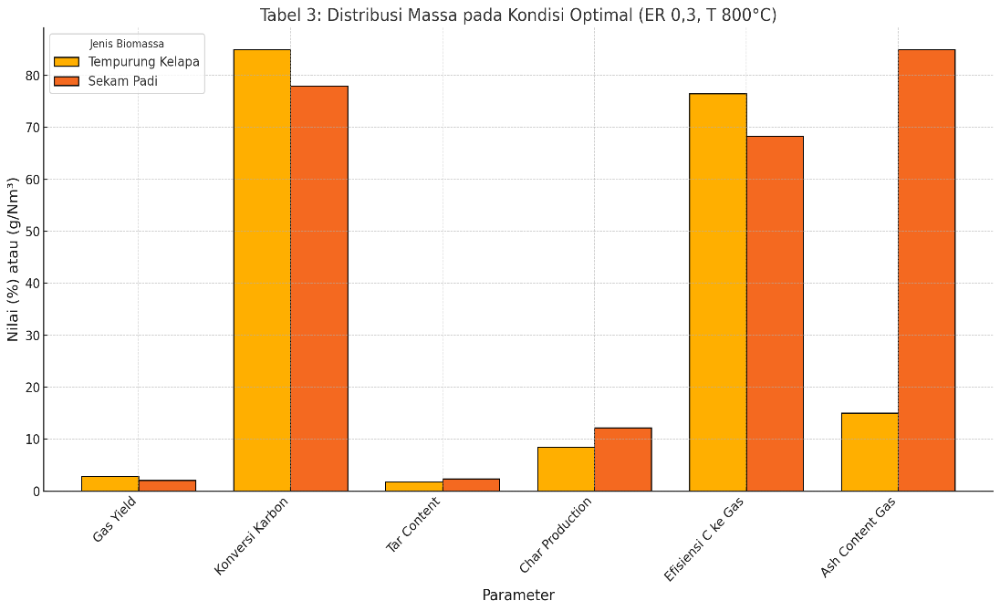 Tabel 3: Distribusi Massa pada Kondisi Optimal (ER 0,3, T 800°C)
Jenis Biomassa
Tempurung Kelapa
Sekam Padi
Nilai (%) atau (g/Nm³)
80
70
60
50
40
30
20
10
0
Gas Yield
Konversi Karbon
Tar Content
Char Production
Efisiensi C ke Gas
Ash Content Gas
Parameter